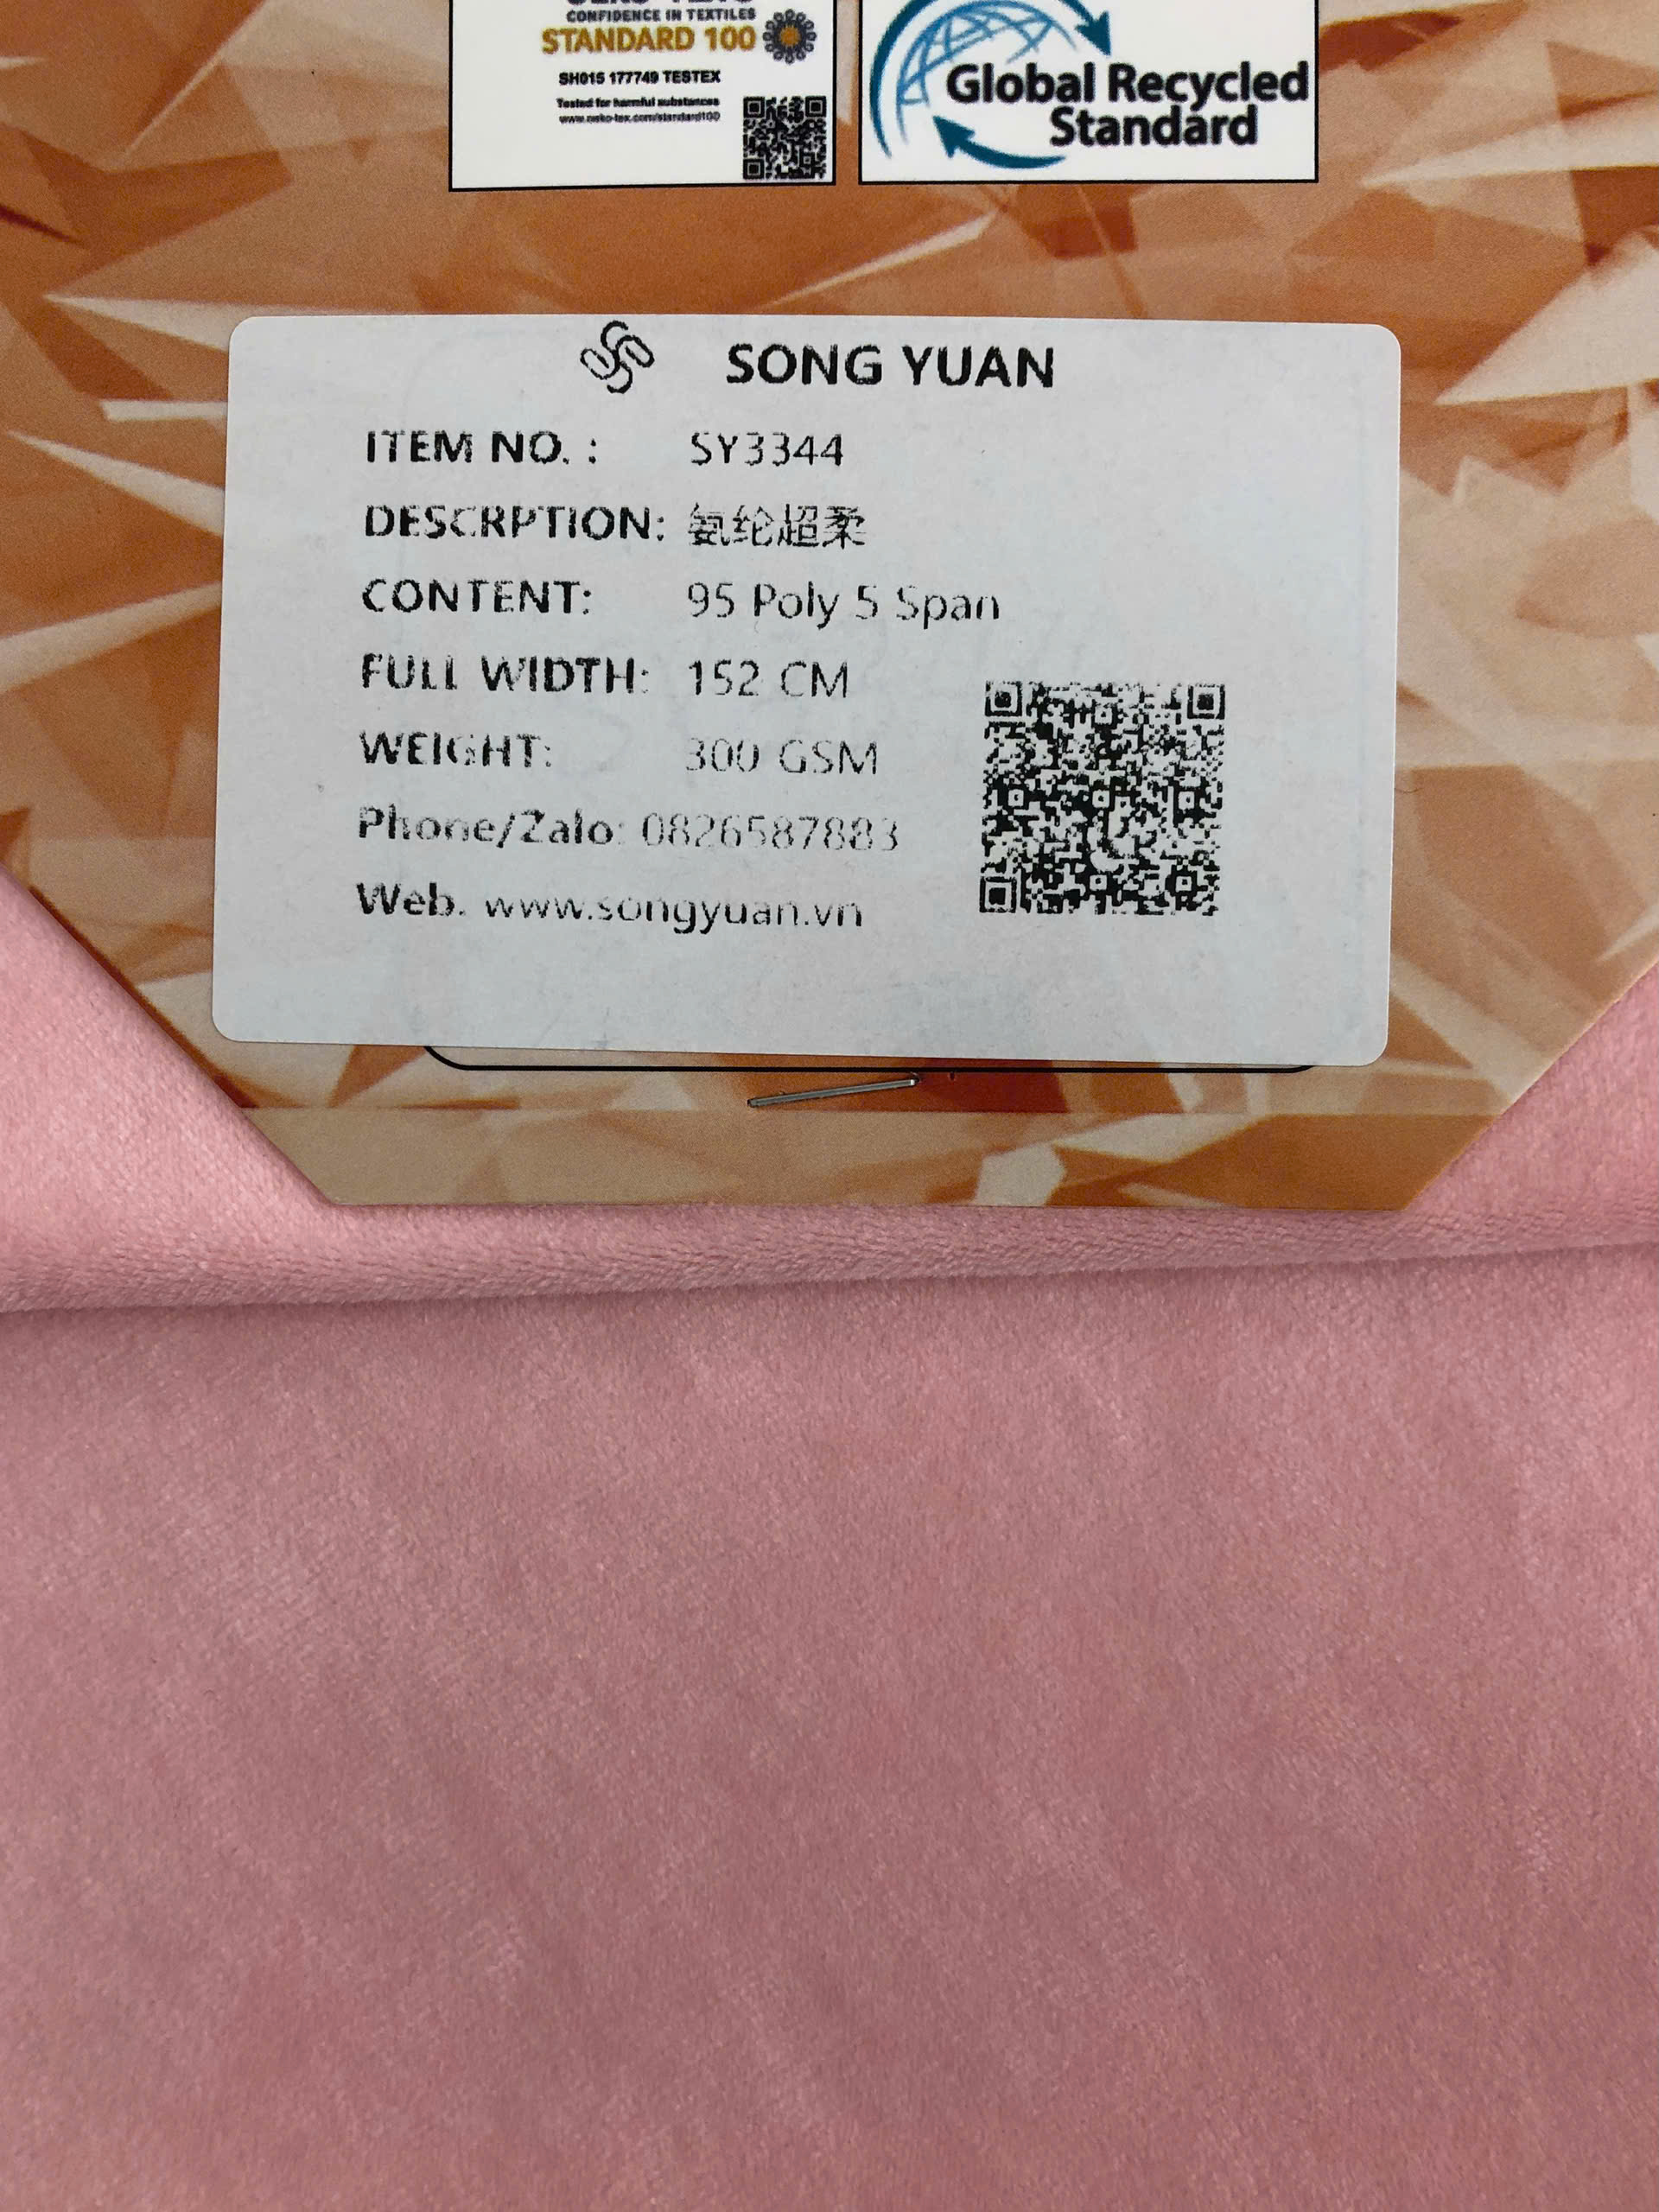 CONFIDENCE IN TEXTILES
STANDARD 100
SH015 177749 TESTEX
Tested for harmful substances
www.oeko-tex.com/standard100
Global Recycled
Standard
SONG YUAN
ITEM NO. : SY3344
DESCRPTION: 氨纶超柔
CONTENT: 95 Poly 5 Span
FULL WIDTH: 152 CM
WEIGHT: 300 GSM
Phone/Zalo: 0826587883
Web. www.songyuan.vn